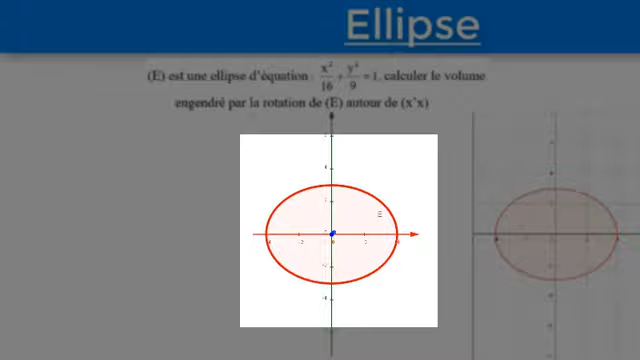 Ellipse
(E) est une ellipse d'équation : x²/16 + y²/9 = 1, calculer le volume
engendré par la rotation de (E) autour de (x'x)
E